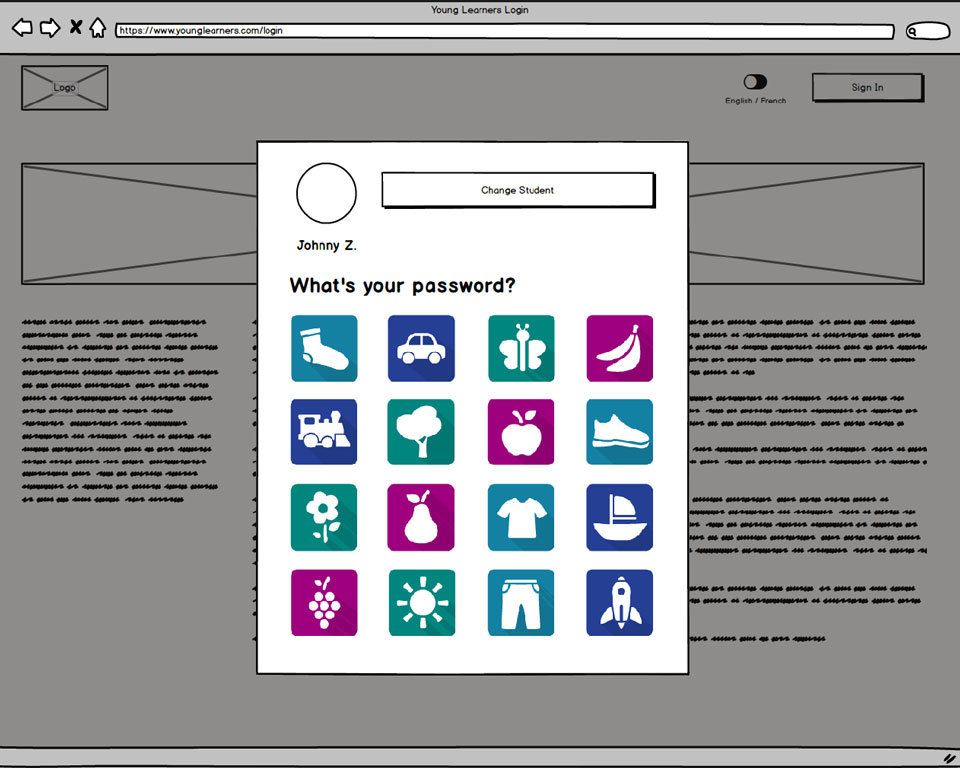 Young Learners Login
https://www.younglearners.com/login
Logo
English / French
Sign In
Change Student
Johnny Z.
What's your password?